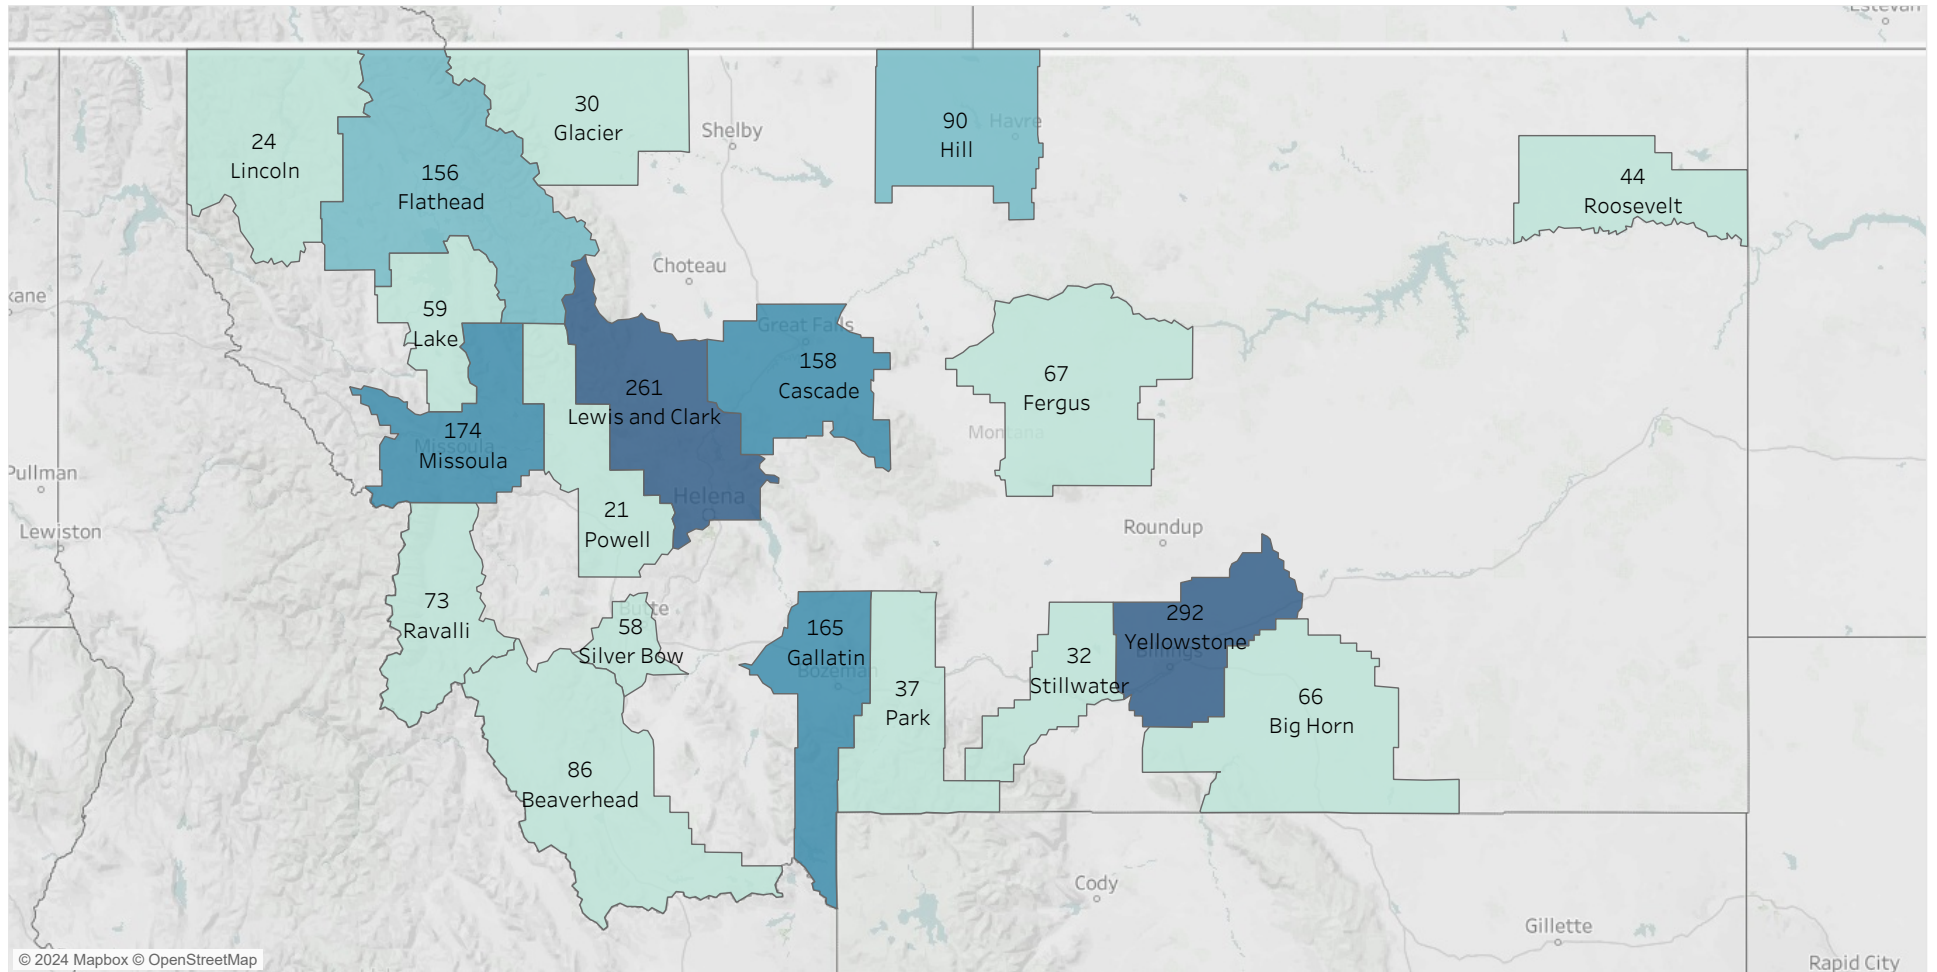 Estevan
30
Glacier
90
Hill
Havre
Shelby
24
Lincoln
156
Flathead
44
Roosevelt
Choteau
59
Lake
Great Falls
158
Cascade
261
Lewis and Clark
67
Fergus
Montana
174
Missoula
Missoula
Pullman
Helena
21
Powell
Lewiston
Roundup
73
Ravalli
Butte
58
Silver Bow
165
Gallatin
Bozeman
292
Yellowstone
Billings
32
Stillwater
37
Park
66
Big Horn
86
Beaverhead
Cody
Gillette
Rapid City
© 2024 Mapbox © OpenStreetMap